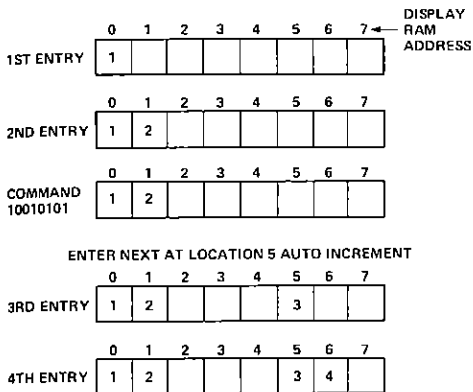 DISPLAY
0 1 2 3 4 5 6 7 RAM
ADDRESS
1ST ENTRY 1
0 1 2 3 4 5 6 7
2ND ENTRY 1 2
0 1 2 3 4 5 6 7
COMMAND 1 2
10010101
ENTER NEXT AT LOCATION 5 AUTO INCREMENT
0 1 2 3 4 5 6 7
3RD ENTRY 1 2 3
0 1 2 3 4 5 6 7
4TH ENTRY 1 2 3 4